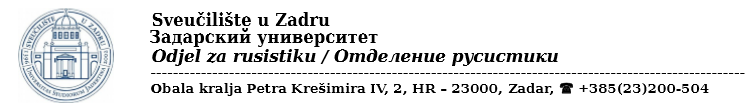 Sveučilište u Zadru
Задарский университет
Odjel za rusistiku / Отделение русистики
Obala kralja Petra Krešimira IV, 2, HR – 23000, Zadar, ☎ +385(23)200-504